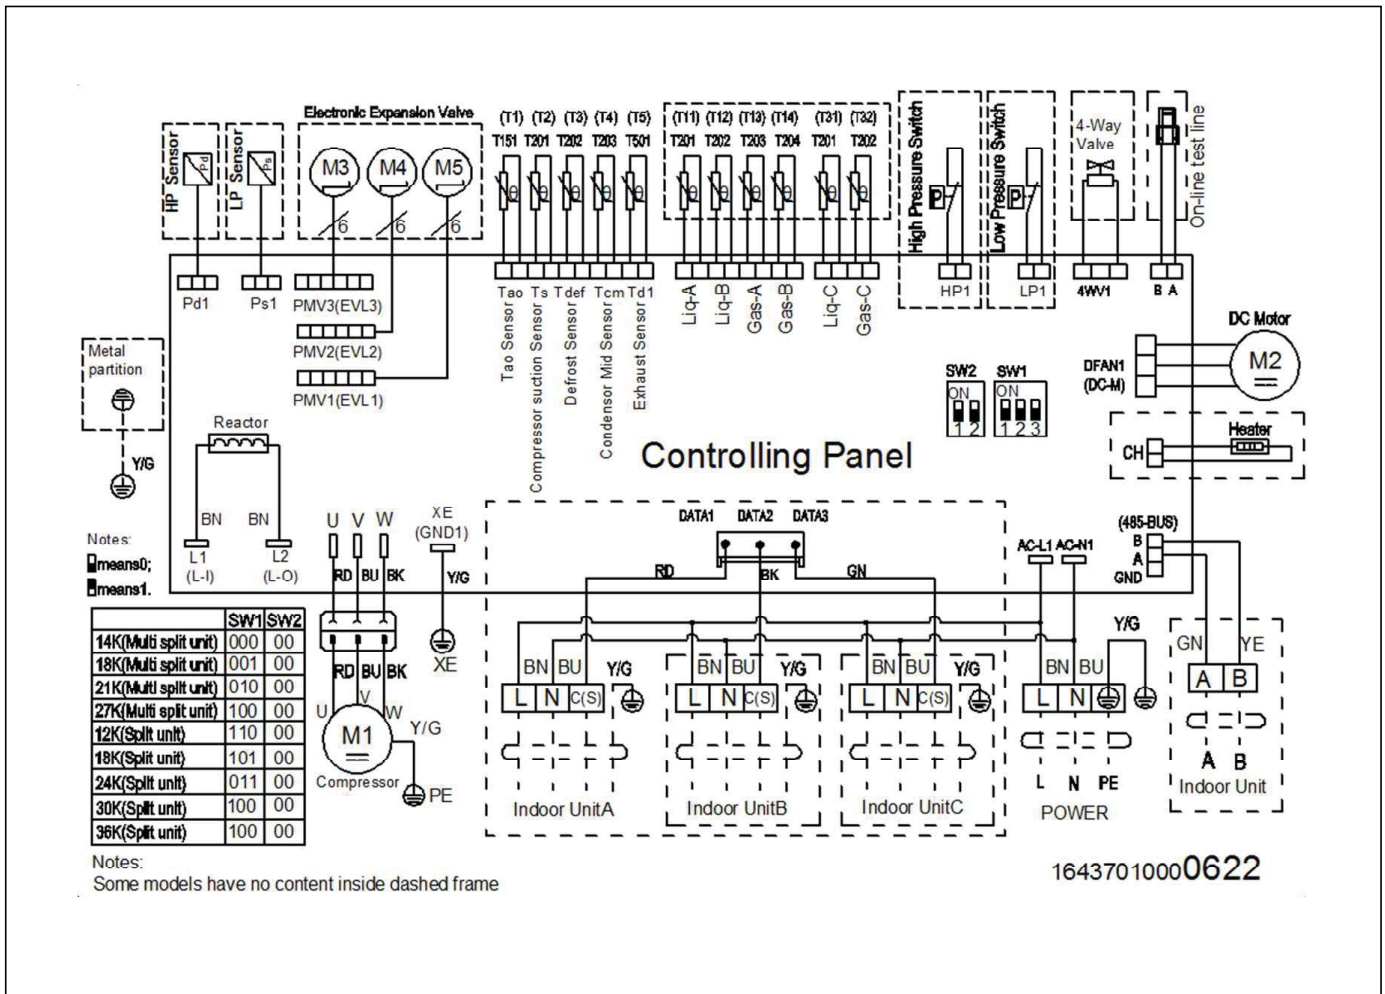 Electronic Expansion Valve
(T1) (T2) (T3) (T4) (T5)
T151 T201 T202 T203 T501
(T11) (T12) (T13) (T14) (T31) (T32)
T201 T202 T203 T204 T201 T202
HP Sensor
Pd
LP Sensor
Ps
M3 M4 M5
6 6 6
θ θ θ θ θ θ θ θ θ θ θ
High Pressure Switch
P
Low Pressure Switch
P
4-Way
Valve
On-line test line
Pd1 Ps1
PMV3(EVL3)
PMV2(EVL2)
PMV1(EVL1)
Tao Ts Tdef Tcm Td1
Tao Sensor
Compressor suction Sensor
Defrost Sensor
Condensor Mid Sensor
Exhaust Sensor
Liq-A
Liq-B
Gas-A
Gas-B
Liq-C
Gas-C
HP1 LP1 4WV1 B A
Metal
partition
Y/G
DC Motor
M2
DFAN1
(DC-M)
SW2 SW1
ON ON
1 2 1 2 3
Heater
CH
Controlling Panel
Reactor
BN BN
L1 L2
(L-I) (L-O)
U V W
RD BU BK
XE
(GND1)
Y/G
XE
DATA1 DATA2 DATA3
RD BK GN
AC-L1 AC-N1
(485-BUS)
B
A
GND
Notes:
means0;
means1.
SW1 SW2
14K(Multi split unit) 000 00
18K(Multi split unit) 001 00
21K(Multi split unit) 010 00
27K(Multi split unit) 100 00
12K(Split unit) 110 00
18K(Split unit) 101 00
24K(Split unit) 011 00
30K(Split unit) 100 00
36K(Split unit) 100 00
RD BU BK
U V W
M1
Compressor
Y/G
PE
BN BU Y/G
L N C(S)
Indoor UnitA
BN BU Y/G
L N C(S)
Indoor UnitB
BN BU Y/G
L N C(S)
Indoor UnitC
Y/G
BN BU
L N
L N PE
POWER
GN YE
A B
A B
Indoor Unit
Notes:
Some models have no content inside dashed frame
16437010000622